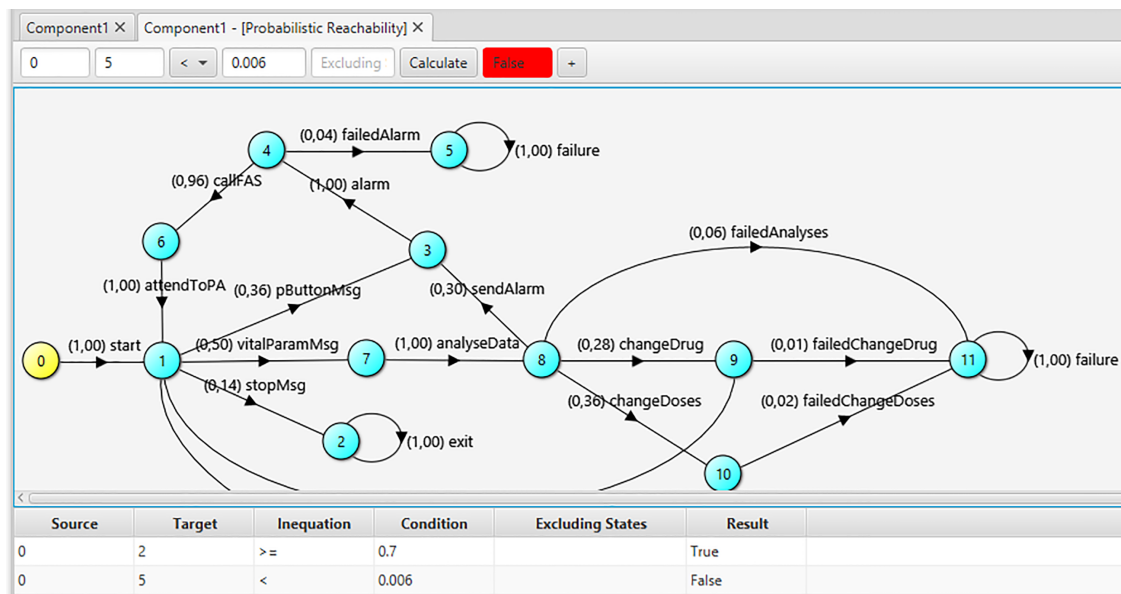 Component1 ✕ Component1 - [Probabilistic Reachability] ✕
0 5 < 0.006 Excluding Calculate False +
(0,04) failedAlarm
4 5 (1,00) failure
(0,96) callFAS (1,00) alarm
(0,06) failedAnalyses
6 3
(1,00) attendToPA (0,36) pButtonMsg (0,30) sendAlarm
(1,00) start (0,50) vitalParamMsg (1,00) analyseData (0,28) changeDrug (0,01) failedChangeDrug
0 1 7 8 9 11 (1,00) failure
(0,14) stopMsg (0,36) changeDoses (0,02) failedChangeDoses
2 (1,00) exit
10
Source Target Inequation Condition Excluding States Result
0 2 >= 0.7 True
0 5 < 0.006 False